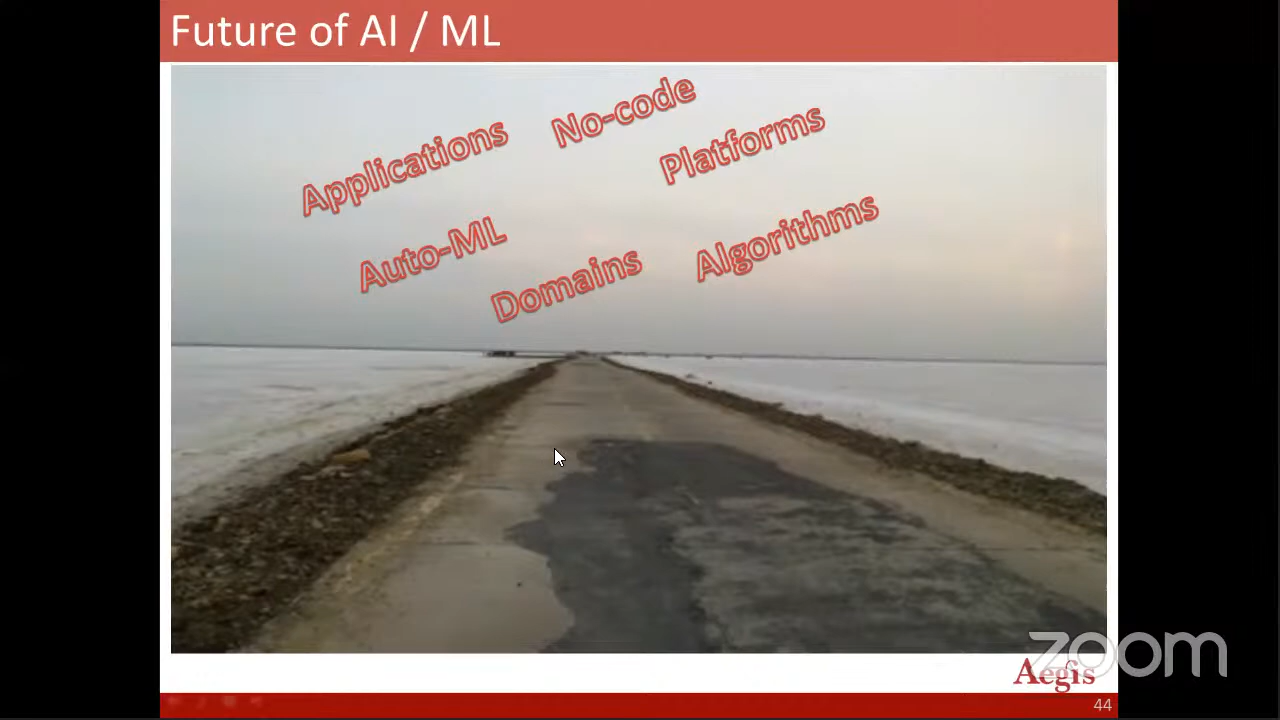 Future of AI / ML
Applications
No-code
Platforms
Auto-ML
Domains
Algorithms
Aegis
zoom
44